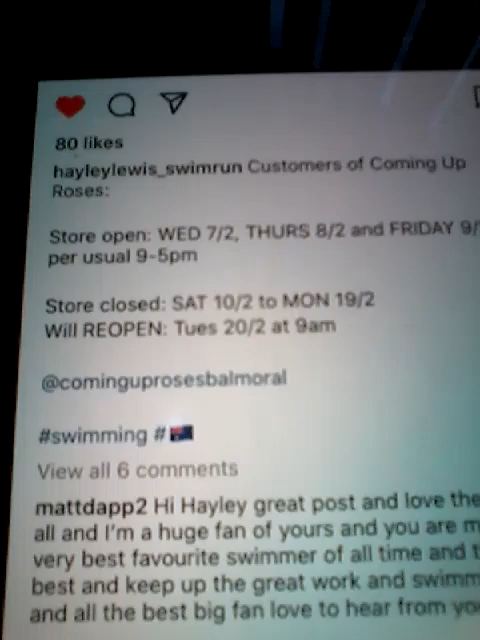 80 likes
hayleylewis_swimrun Customers of Coming Up
Roses:
Store open: WED 7/2, THURS 8/2 and FRIDAY 9/
per usual 9-5pm
Store closed: SAT 10/2 to MON 19/2
Will REOPEN: Tues 20/2 at 9am
@cominguprosesbalmoral
#swimming #🇦🇺
View all 6 comments
mattdapp2 Hi Hayley great post and love the
all and I'm a huge fan of yours and you are
very best favourite swimmer of all time and
best and keep up the great work and
and all the best big fan love to hear from